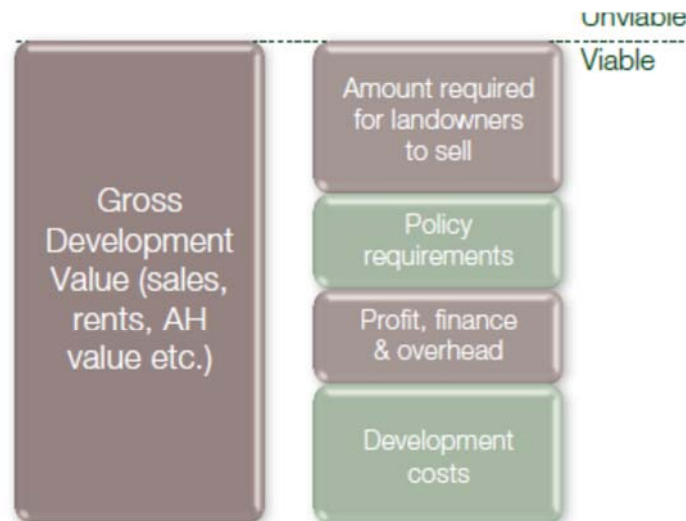 Unviable
Viable
Gross
Development
Value (sales,
rents, AH
value etc.)
Amount required
for landowners
to sell
Policy
requirements
Profit, finance
& overhead
Development
costs